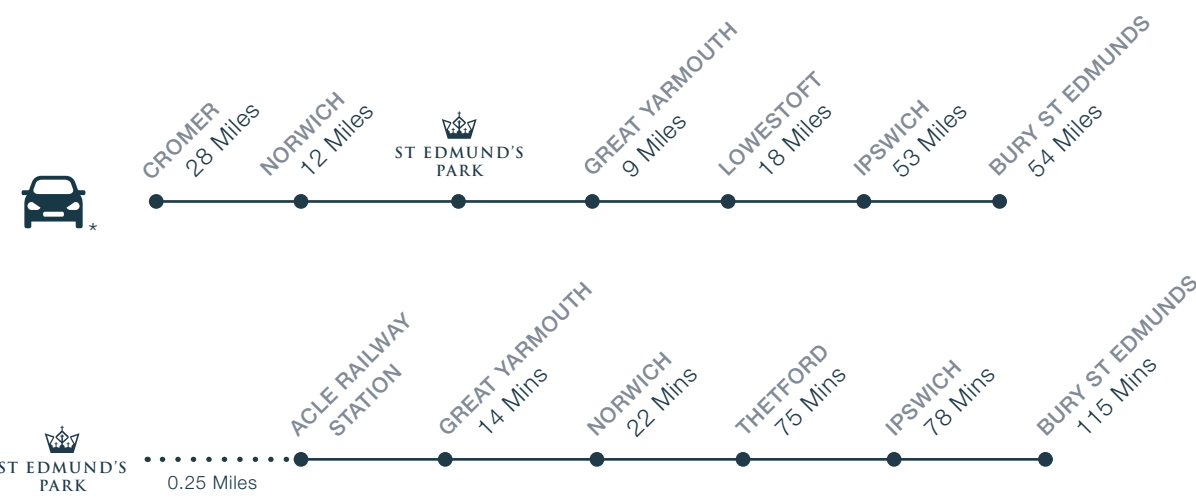 CROMER
28 Miles
NORWICH
12 Miles
ST EDMUND'S
PARK
GREAT YARMOUTH
9 Miles
LOWESTOFT
18 Miles
IPSWICH
53 Miles
BURY ST EDMUNDS
54 Miles
*
ST EDMUND'S
PARK
0.25 Miles
ACLE RAILWAY
STATION
GREAT YARMOUTH
14 Mins
NORWICH
22 Mins
THETFORD
75 Mins
IPSWICH
78 Mins
BURY ST EDMUNDS
115 Mins